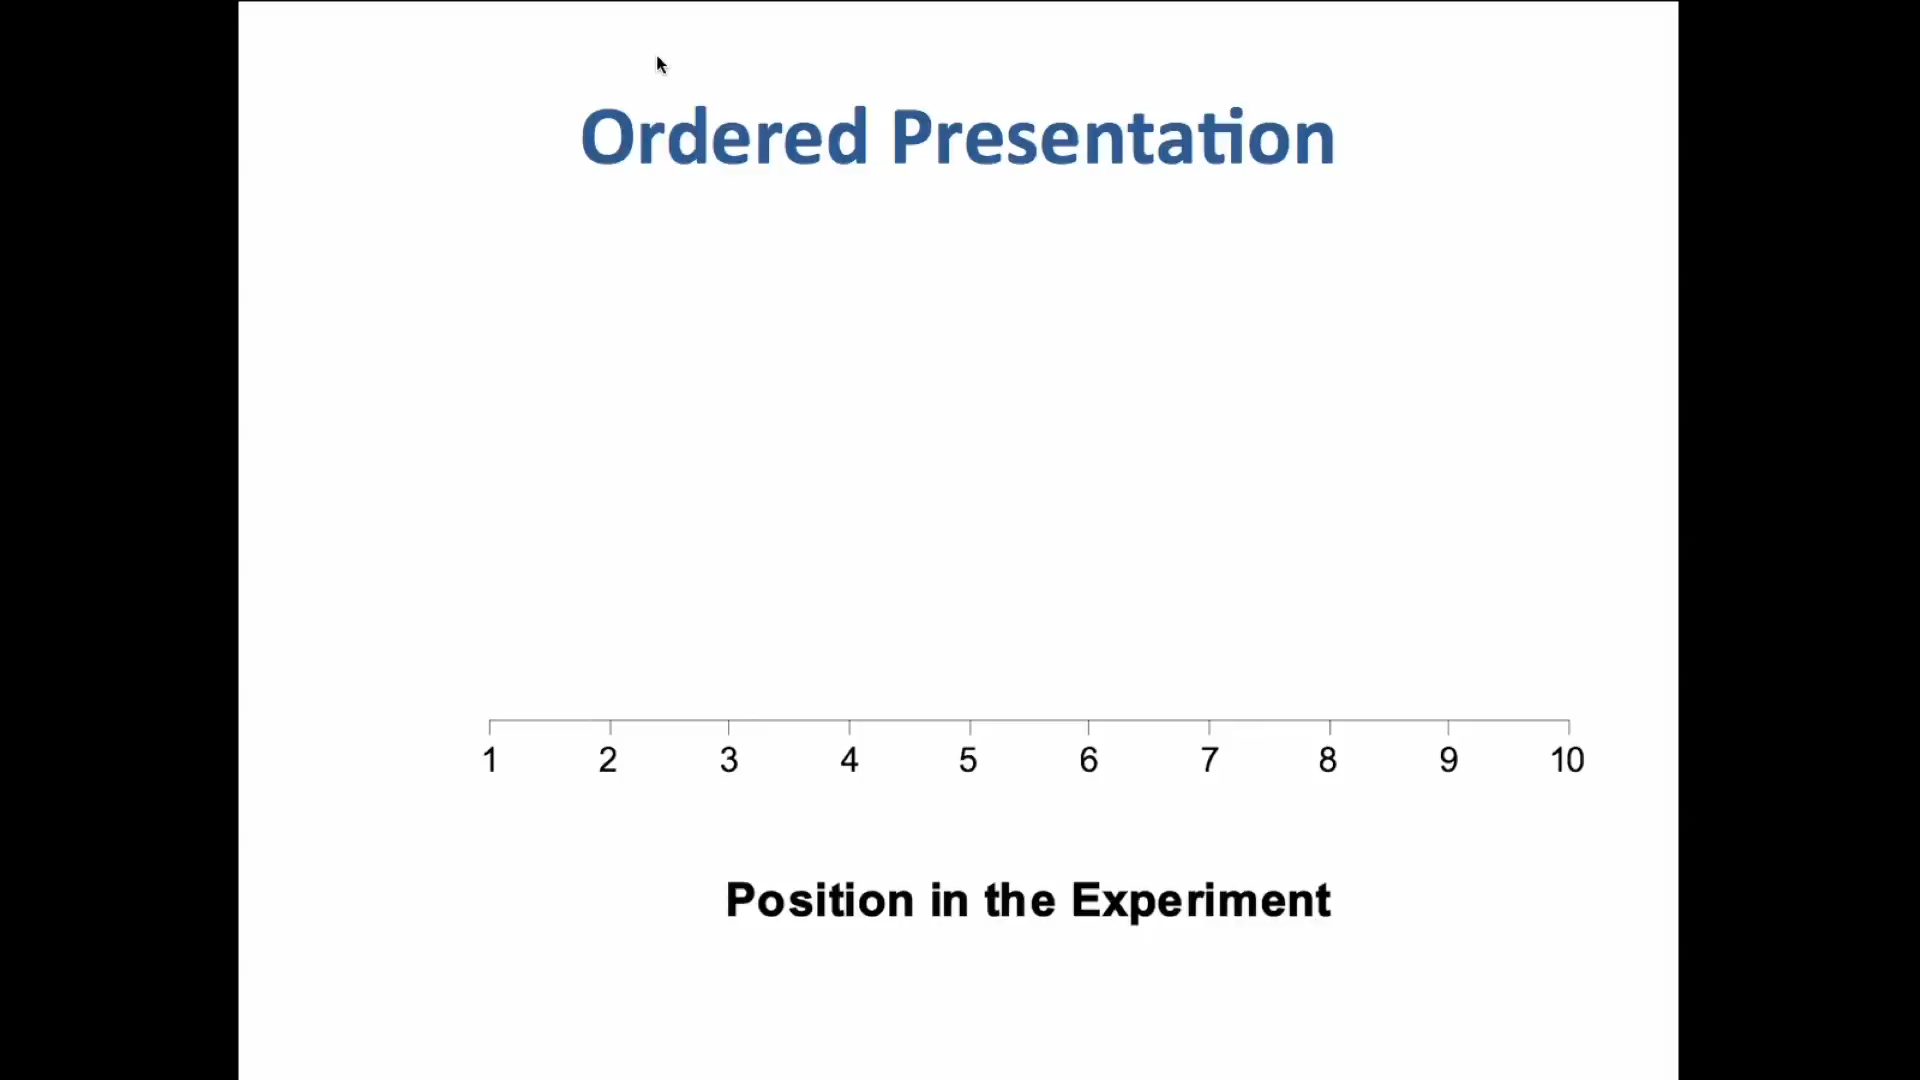 Ordered Presentation
1 2 3 4 5 6 7 8 9 10
Position in the Experiment